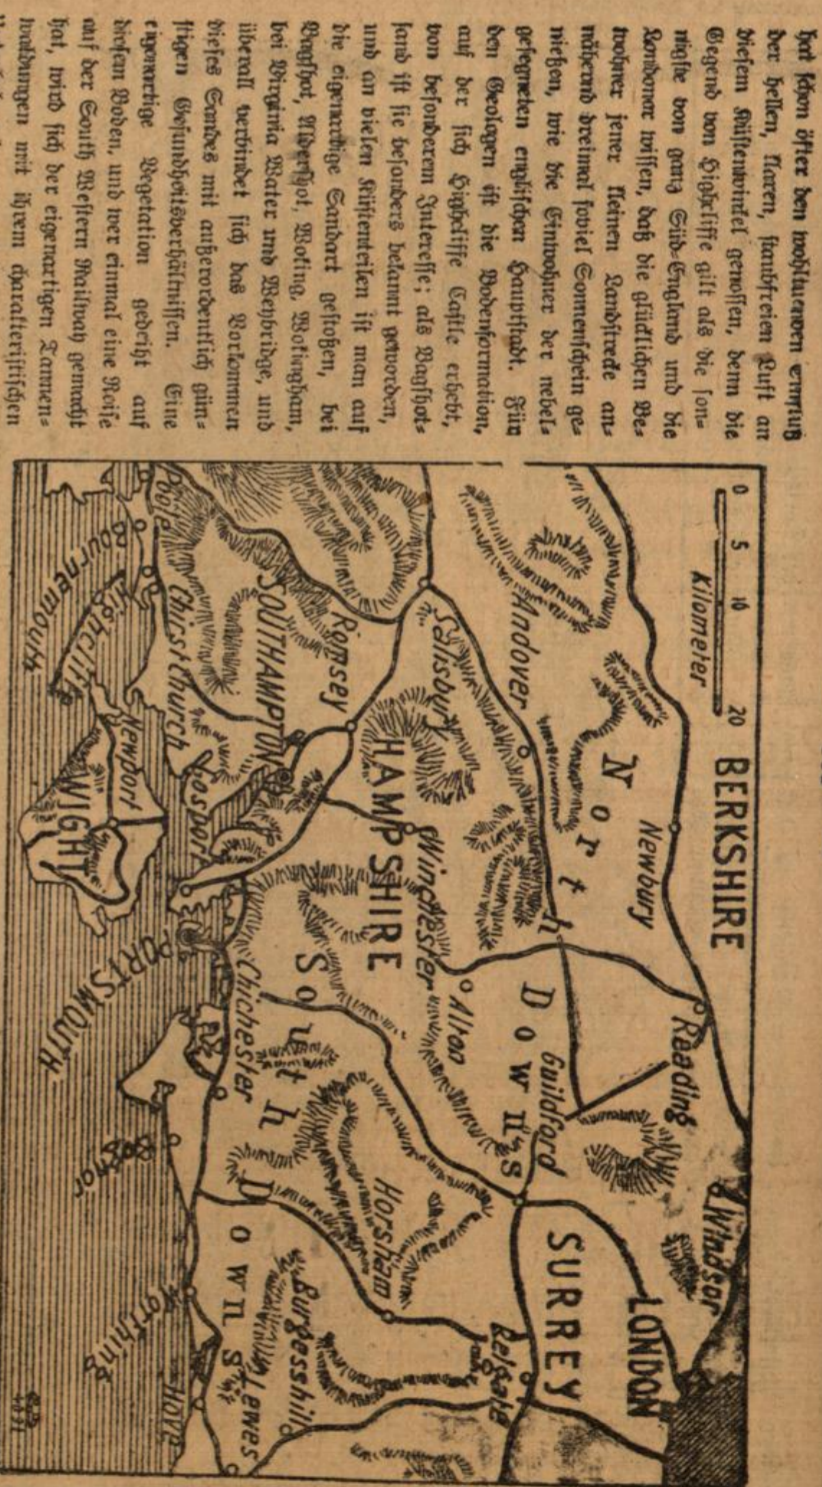 hat schon öfter den wohltuenden
der hellen, klaren, staubfreien Luft an
diesem Küstenwinkel genossen, denn die
Gegend von Highcliffe gilt als die son-
nigste von ganz Süd-England und die
Londoner wissen, daß die glücklichen Be-
wohner jener kleinen Landstrecke an-
nähernd dreimal soviel Sonnenschein ge-
nießen, wie die Einwohner der nebel-
gesegneten englischen Hauptstadt. Für
den Geologen ist die Bodenformation,
auf der sich Highcliffe Castle erhebt,
von besonderem Interesse; als Bagshot-
sand ist sie besonders bekannt geworden,
und an vielen Küstenteilen ist man auf
die eigenartige Sandart gestoßen, bei
Bagshot, Aldershot, Woking, Wokingham,
bei Virginia Water und Weybridge, und
überall verbindet sich das Vorkommen
dieses Sandes mit außerordentlich gün-
stigen Gesundheitsverhältnissen. Eine
eigenartige Vegetation gedeiht auf
diesem Boden, und wer einmal eine Reise
auf der South Western Railway gemacht
hat, wird sich der eigenartigen Tannen-
waldungen mit ihrem charakteristischen
0 5 10 20
Kilometer
BERKSHIRE
Windsor
LONDON
Reading
Newbury
North Downs
Guildford
SURREY
Reigate
Andover
Alton
Salisbury
Winchester
HAMPSHIRE
Horsham
Romsey
South Downs
Burgesshill
Lewes
SOUTHAMPTON
Chichester
Chirstchurch
Gosport
Poole
Bournemouth
Highcliffe
Newport
WIGHT
PORTSMOUTH
Bognor
Worthing
HOVE